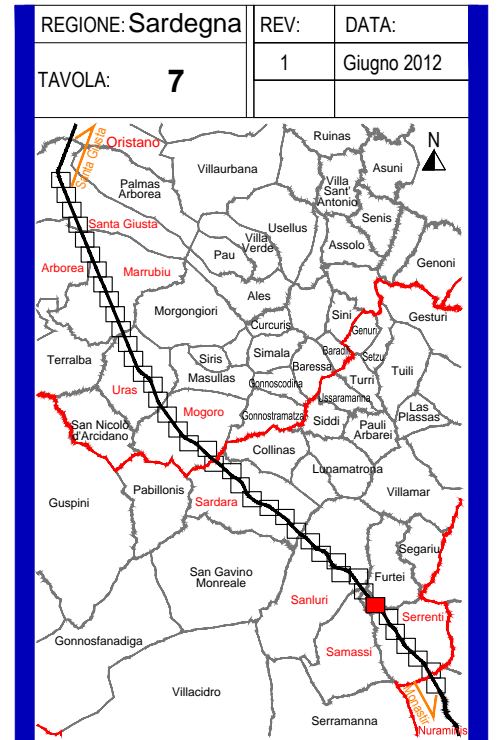 REGIONE: Sardegna
REV:
DATA:
TAVOLA: 7
1
Giugno 2012
N
Ruinas
Oristano
Santa Giusta
Villaurbana
Asuni
Palmas
Arborea
Villa
Sant'
Antonio
Senis
Santa Giusta
Usellus
Villa
Verde
Assolo
Pau
Genoni
Arborea
Marrubiu
Ales
Morgongiori
Sini
Gesturi
Curcuris
Genuri
Terralba
Siris
Simala
Baradili
Setzu
Masullas
Baressa
Tuili
Uras
Gonnoscodina
Turri
Ussaramanna
Mogoro
Gonnostramatza
Siddi
Las
Plassas
San Nicolò
d'Arcidano
Pauli
Arbarei
Collinas
Lunamatrona
Pabillonis
Villamar
Guspini
Sardara
Segariu
San Gavino
Monreale
Furtei
Sanluri
Serrenti
Gonnosfanadiga
Samassi
Villacidro
Monastir
Serramanna
Nuraminis